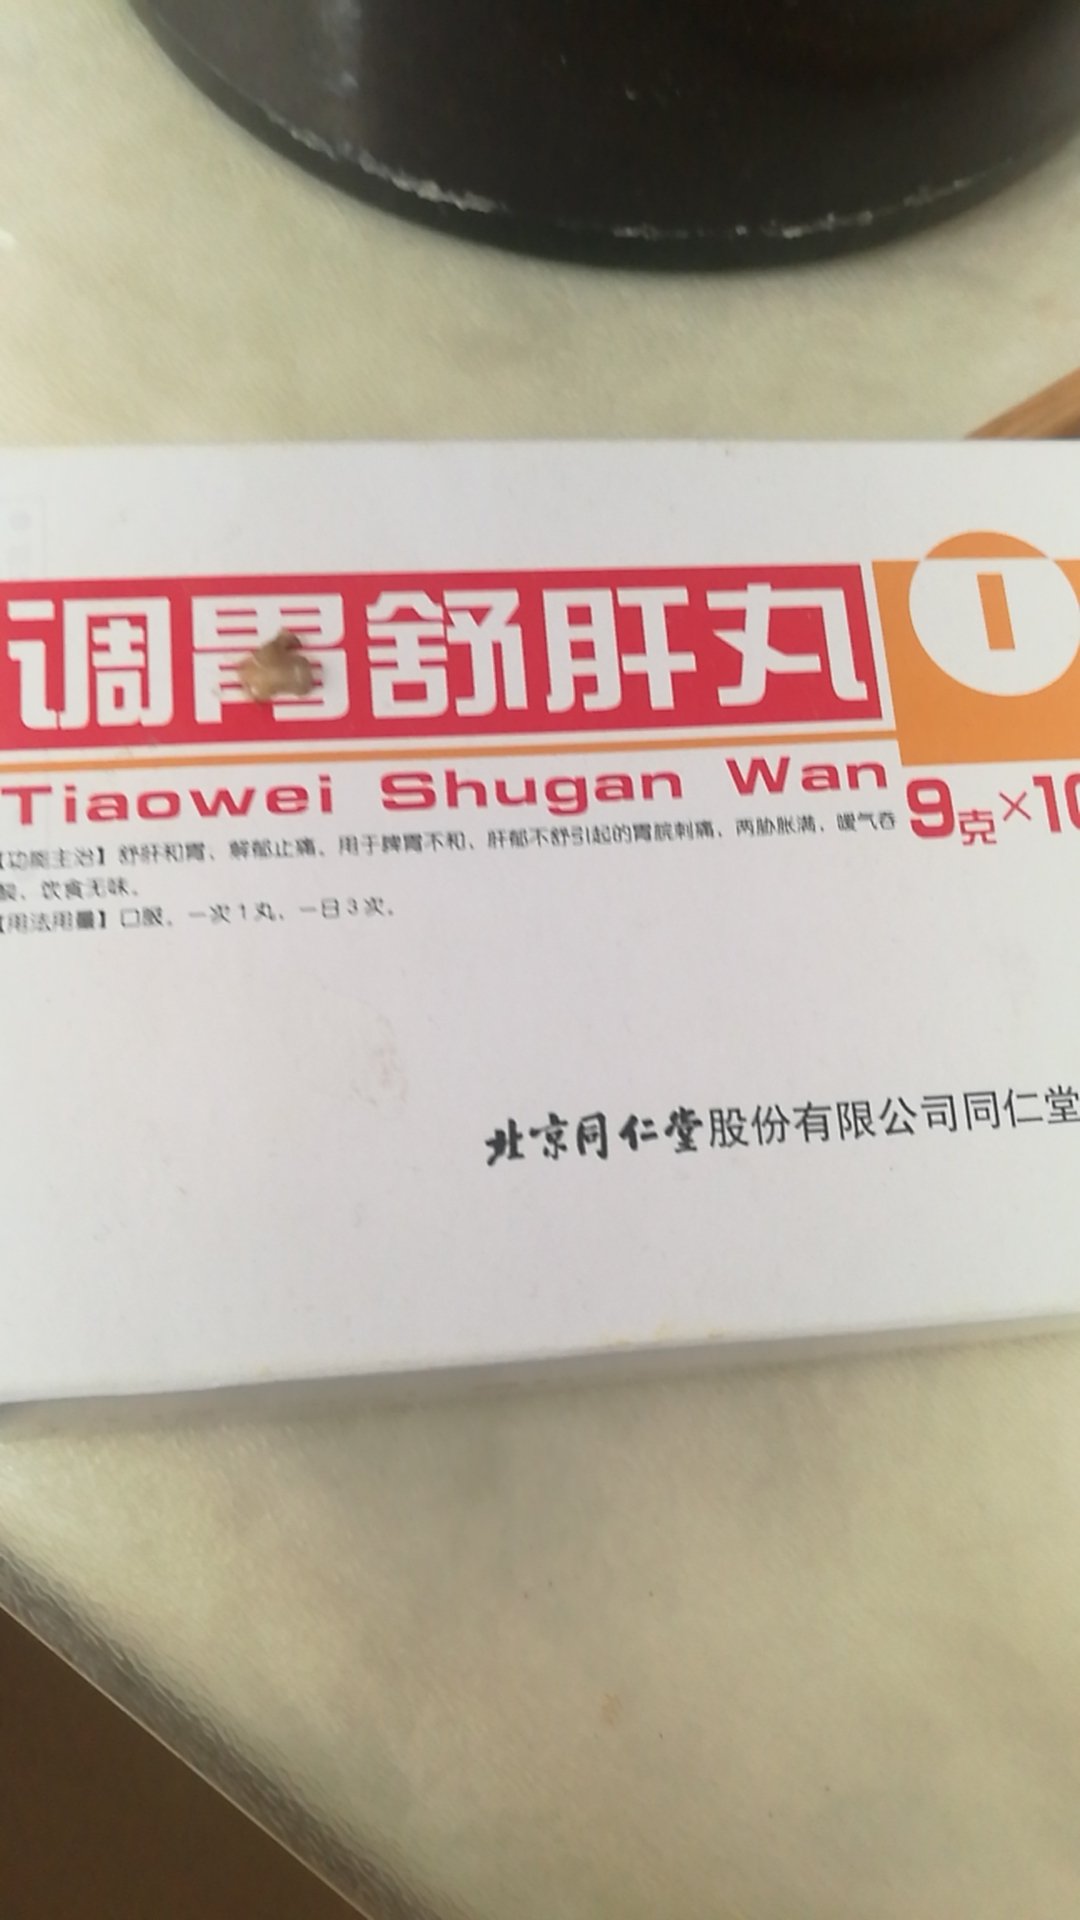 调胃舒肝丸
Tiaowei Shugan Wan
9克×10
【功能主治】舒肝和胃，解郁止痛。用于脾胃不和、肝郁不舒引起的胃脘刺痛，两胁胀满，嗳气吞
酸，饮食无味。
【用法用量】口服。一次1丸，一日3次。
北京同仁堂股份有限公司同仁堂